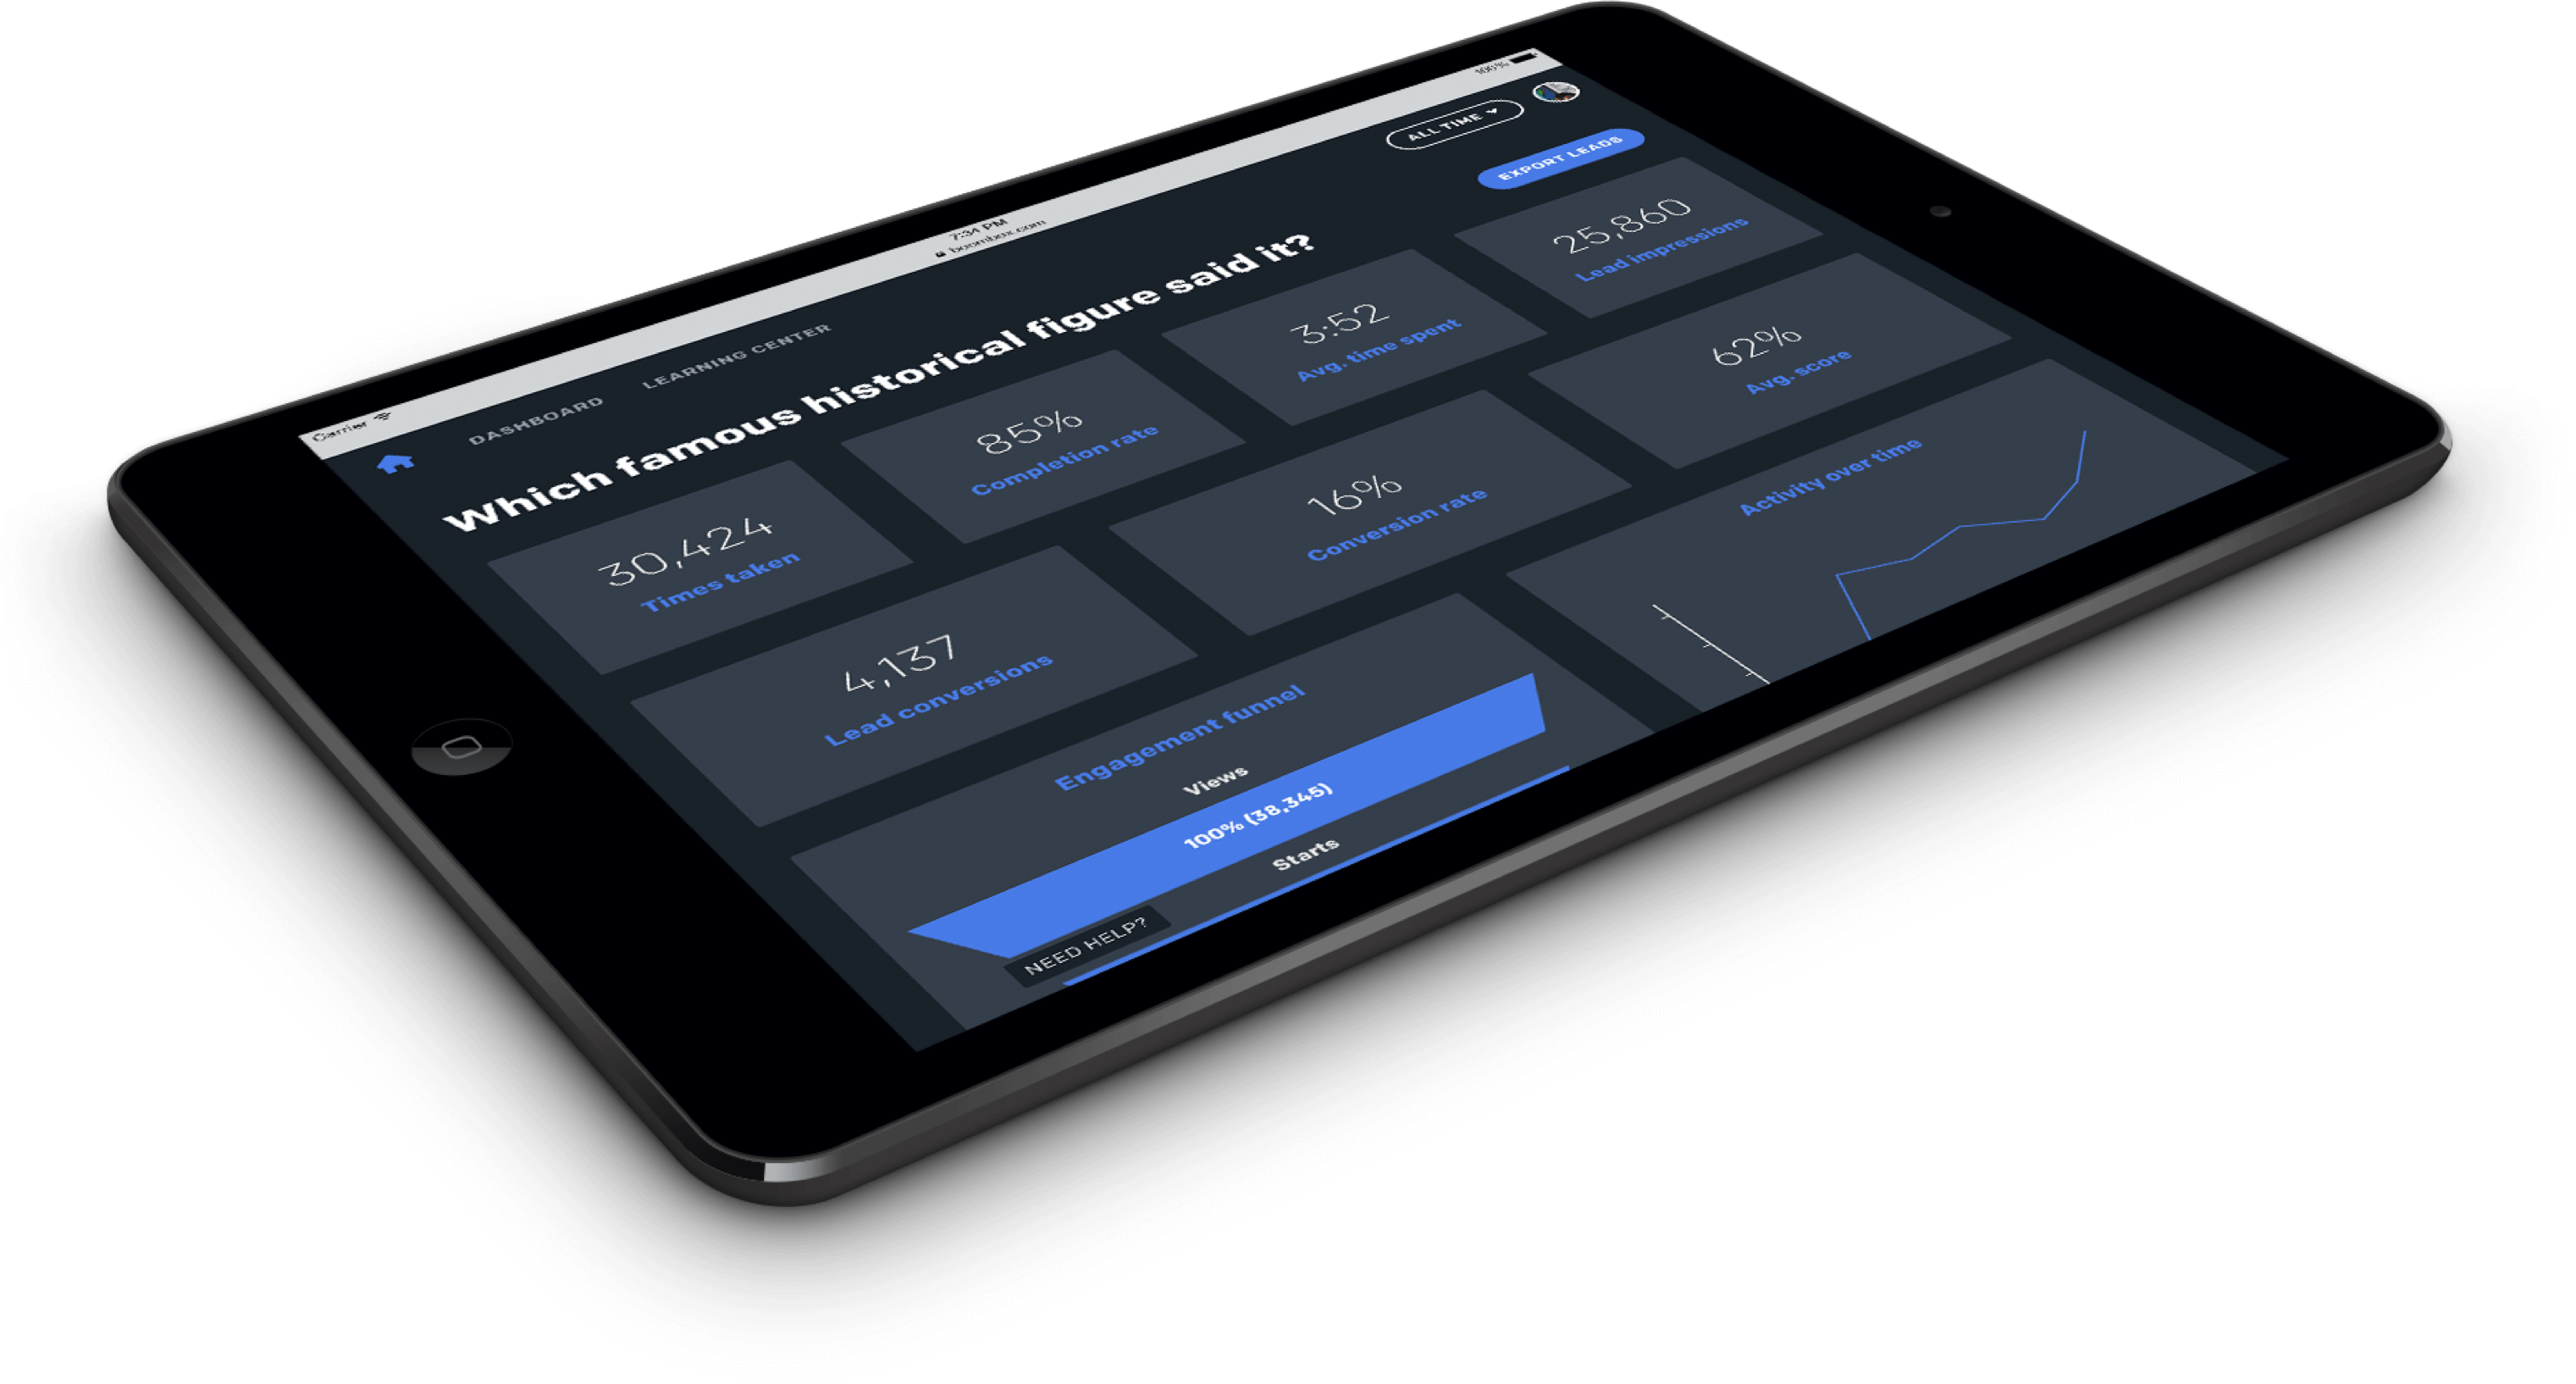 Carrier
7:34 PM
boombox.com
100%
DASHBOARD
LEARNING CENTER
ALL TIME
EXPORT LEADS
Which famous historical figure said it?
30,424
Times taken
85%
Completion rate
3:52
Avg. time spent
25,860
Lead impressions
4,137
Lead conversions
16%
Conversion rate
62%
Avg. score
Engagement funnel
Views
100% (38,345)
Starts
Activity over time
NEED HELP?